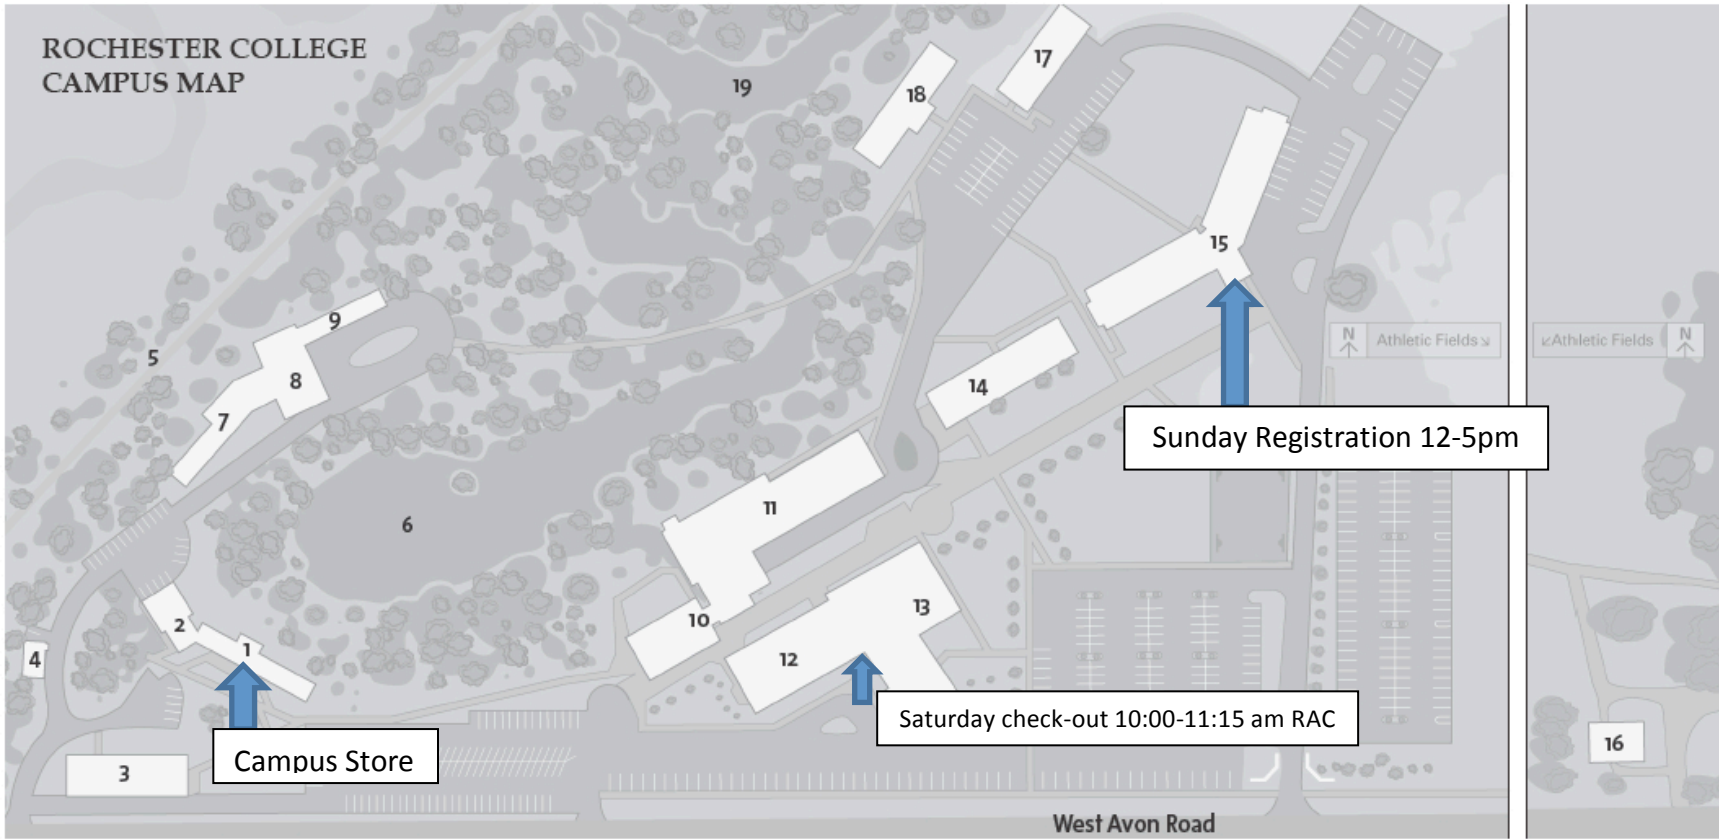 ROCHESTER COLLEGE
CAMPUS MAP
17
19
18
15
9
5
8
14
7
N
Athletic Fields↘
↙Athletic Fields
N
Sunday Registration 12-5pm
11
6
13
10
2
1
12
4
Saturday check-out 10:00-11:15 am RAC
Campus Store
3
16
West Avon Road